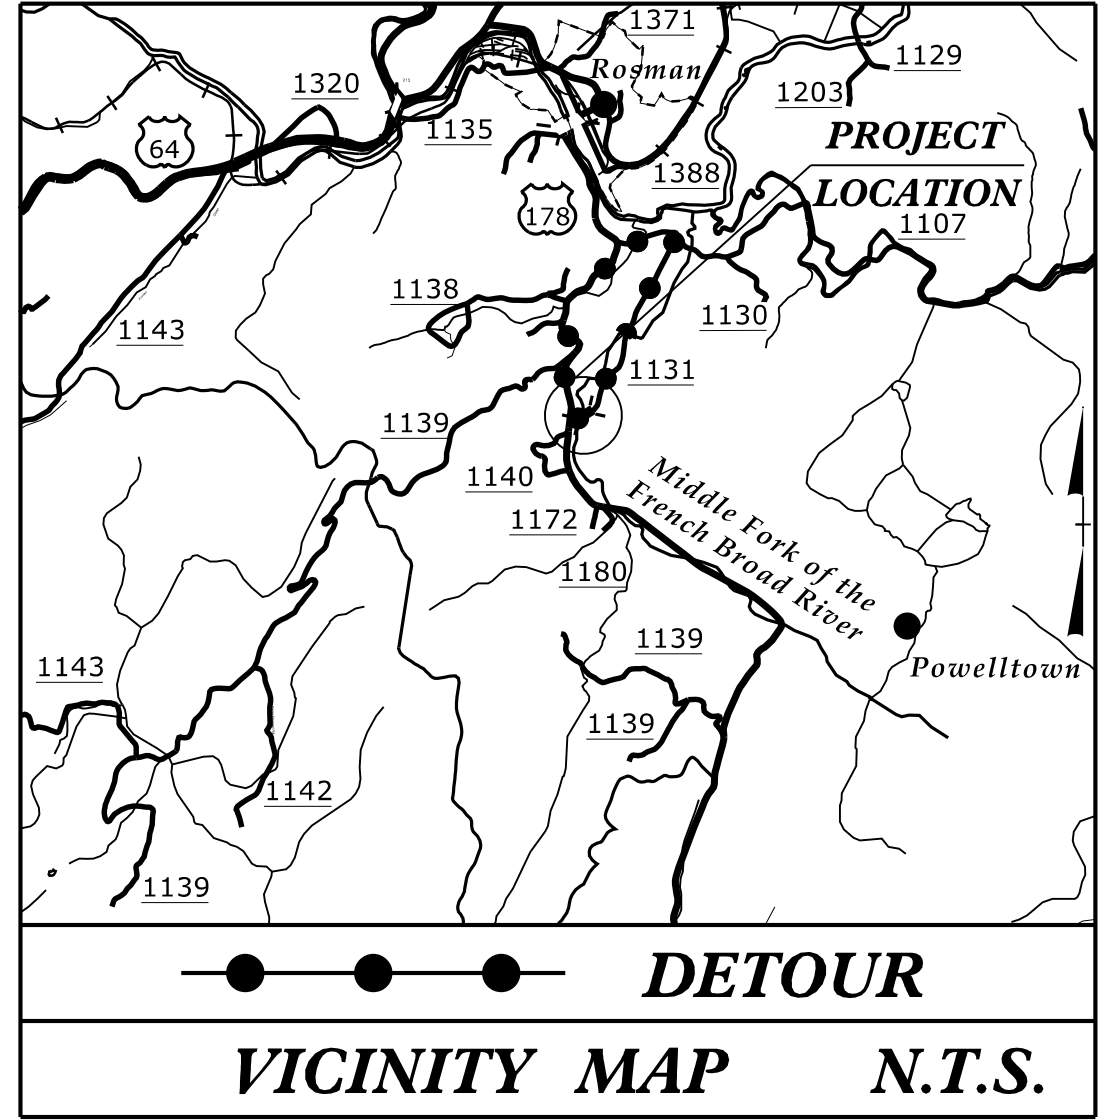 1371
Rosman
1129
1203
1320
1135
64
PROJECT
LOCATION
1388
178
1107
1138
1130
1143
1131
1139
1140
1172
Middle Fork of the
French Broad River
1180
1139
Powelltown
1143
1139
1142
1139
DETOUR
VICINITY MAP N.T.S.